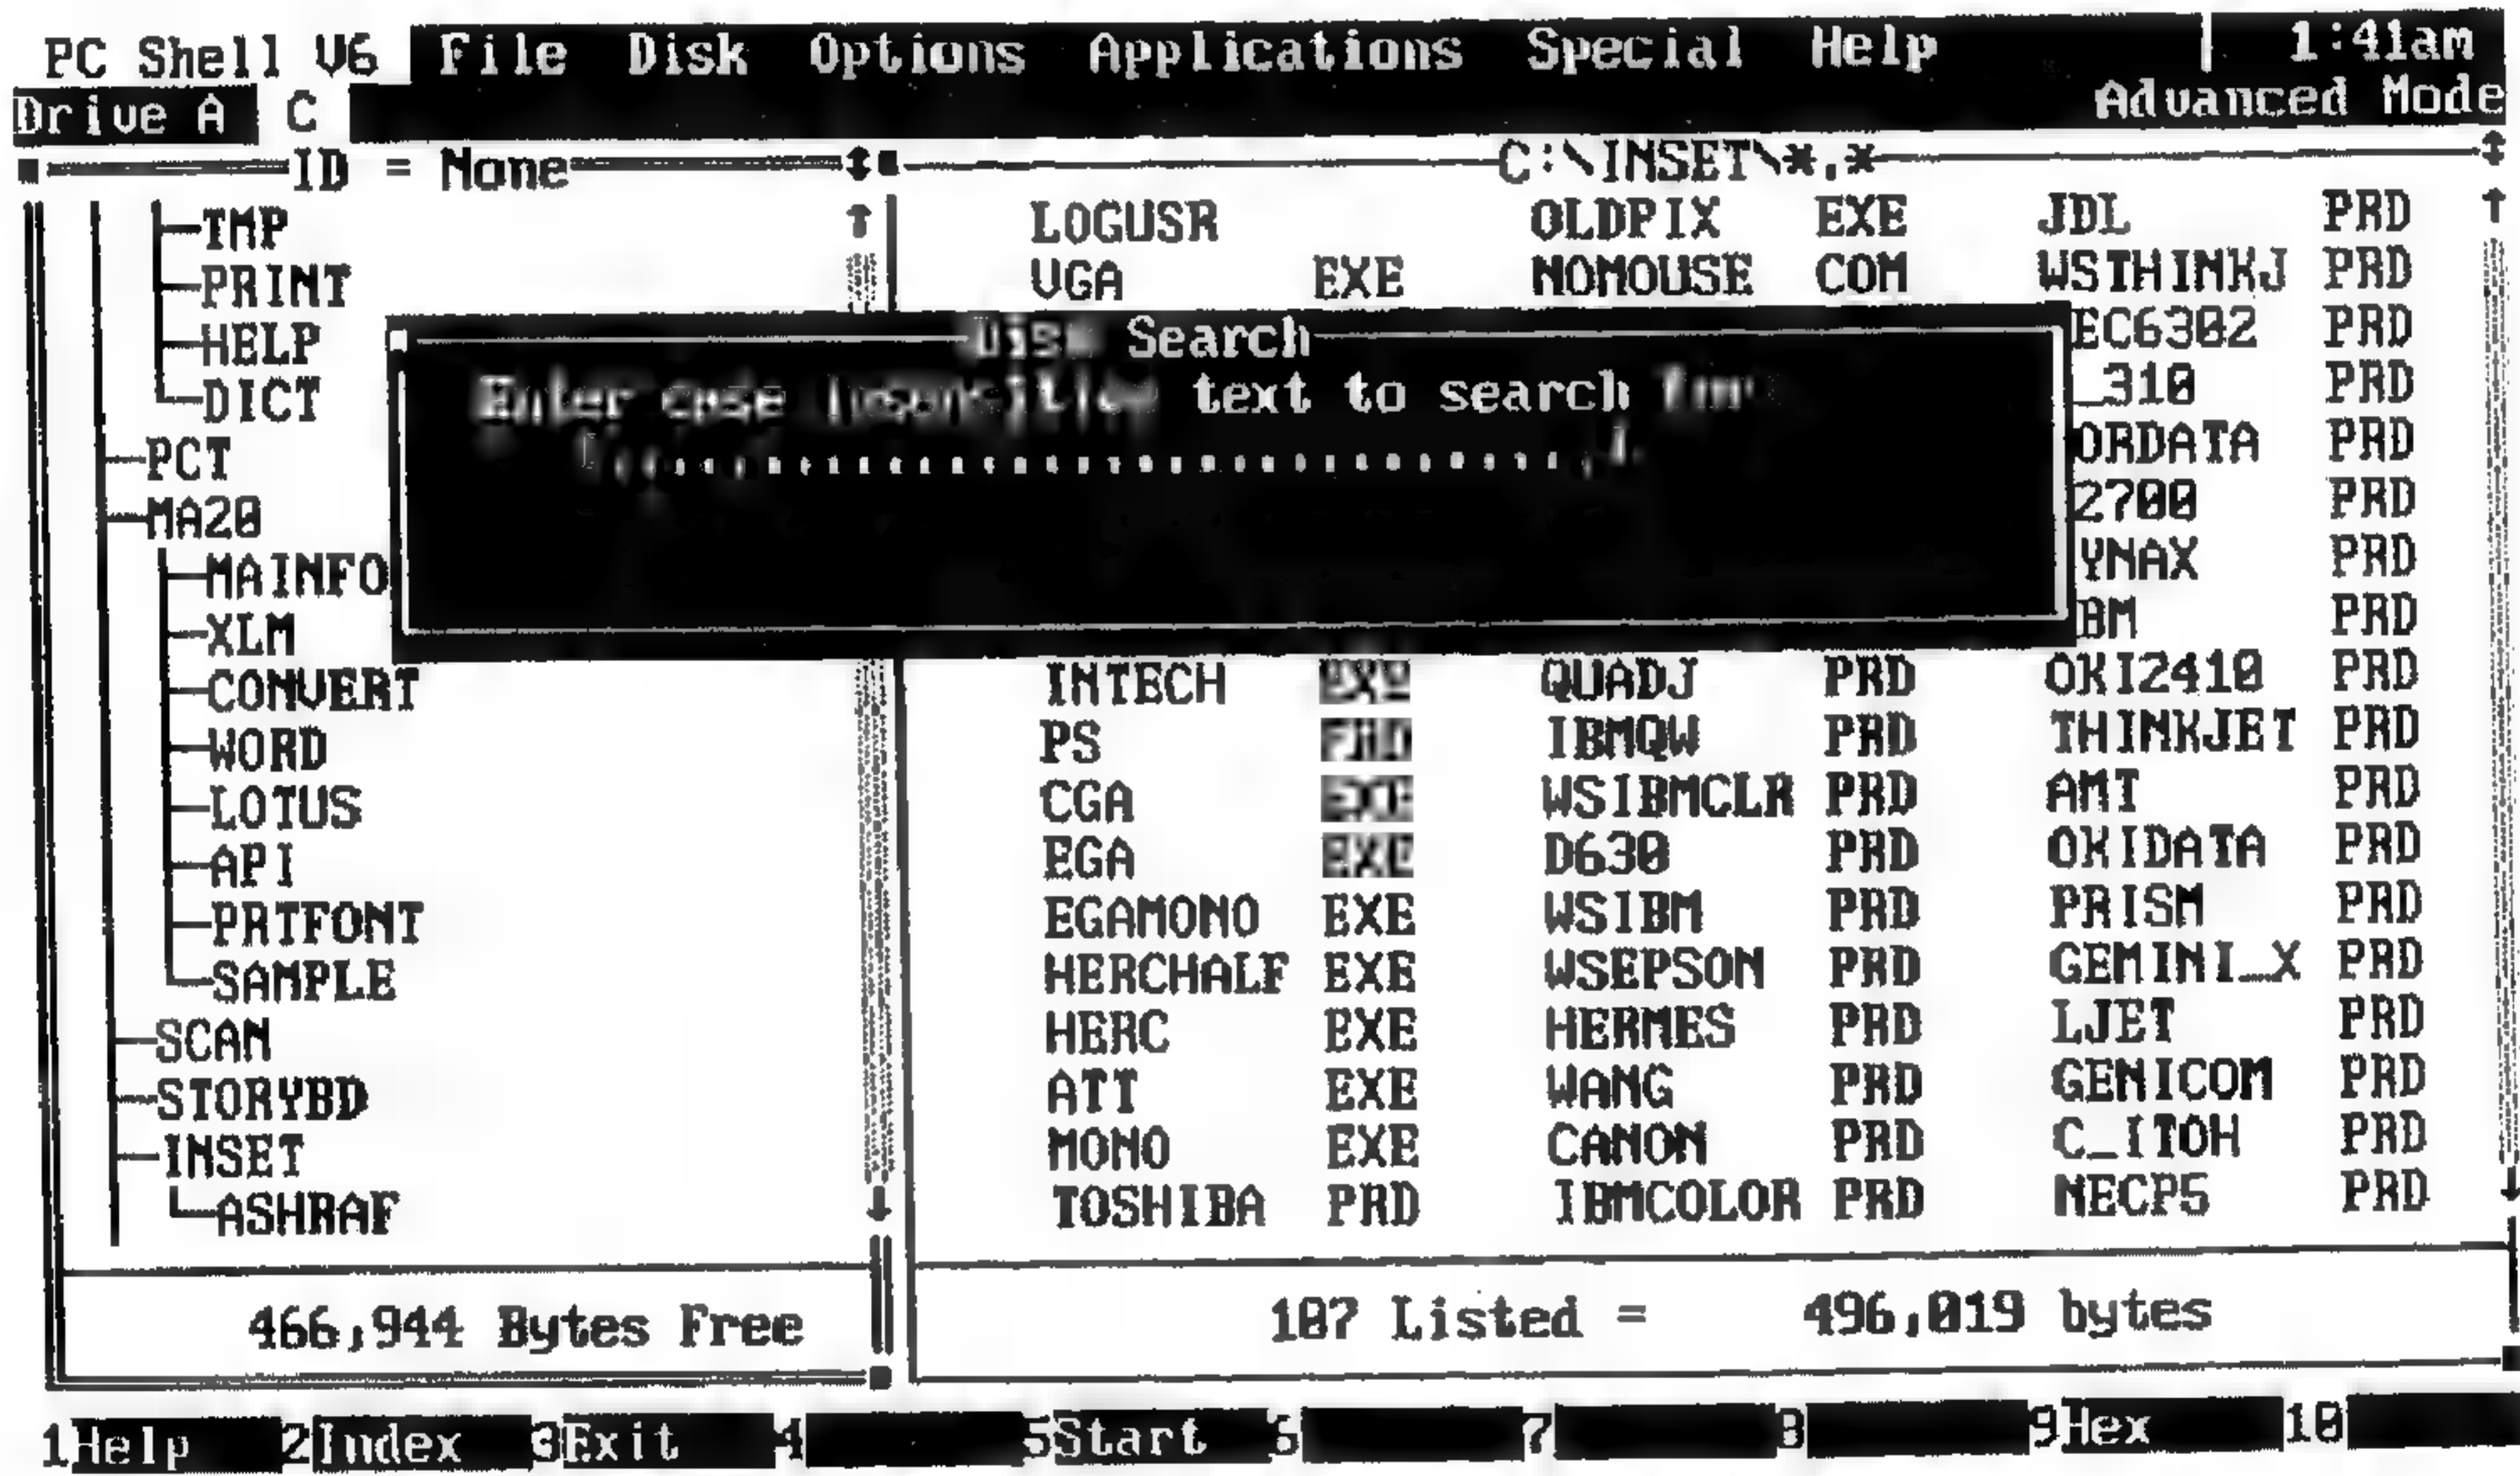 PC Shell V6 File Disk Options Applications Special Help 1:41am
Drive A C Advanced Mode
ID = None C:\INSET\*.*
TMP LOGUSR OLDPIX EXE JDL PRD
PRINT VGA EXE NOMOUSE COM WSTHINKJ PRD
HELP Disk Search EC6302 PRD
DICT Enter case text to search _310 PRD
PCT ORDATA PRD
MA20 2700 PRD
MAINFO YNAX PRD
XLM BM PRD
CONVERT INTECH EXE QUADJ PRD OKI2410 PRD
WORD PS IBMQW PRD THINKJET PRD
LOTUS CGA EXE WSIBMCLR PRD AMT PRD
API EGA EXE D630 PRD OKIDATA PRD
PRTFONT EGAMONO EXE WSIBM PRD PRISM PRD
SAMPLE HERCHALF EXE WSEPSON PRD GEMINI_X PRD
SCAN HERC EXE HERMES PRD LJET PRD
STORYBD ATT EXE WANG PRD GENICOM PRD
INSET MONO EXE CANON PRD C_ITOH PRD
ASHRAF TOSHIBA PRD IBMCOLOR PRD NECP5 PRD
466,944 Bytes Free 107 Listed = 496,019 bytes
1Help 2Index 3Exit 4 5Start 6 7 8 9Hex 10